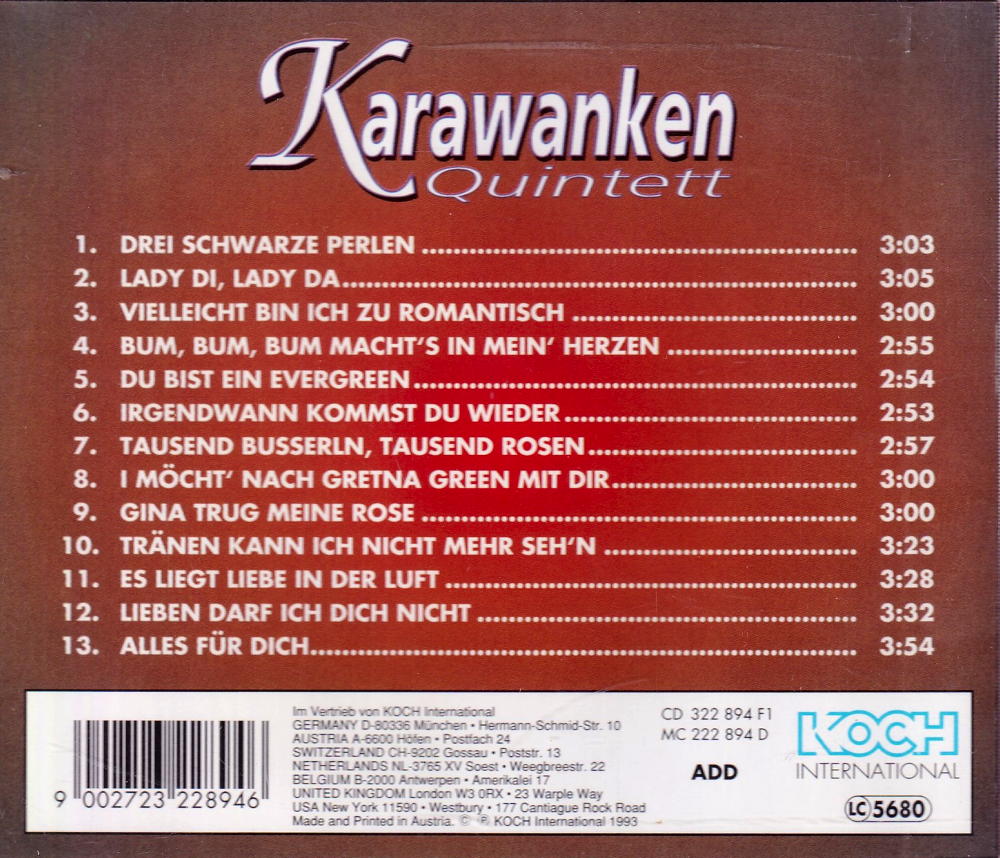 Karawanken
Quintett
1. DREI SCHWARZE PERLEN 3:03
2. LADY DI, LADY DA 3:05
3. VIELLEICHT BIN ICH ZU ROMANTISCH 3:00
4. BUM, BUM, BUM MACHT'S IN MEIN' HERZEN 2:55
5. DU BIST EIN EVERGREEN 2:54
6. IRGENDWANN KOMMST DU WIEDER 2:53
7. TAUSEND BUSSERLN, TAUSEND ROSEN 2:57
8. I MÖCHT' NACH GRETNA GREEN MIT DIR 3:00
9. GINA TRUG MEINE ROSE 3:00
10. TRÄNEN KANN ICH NICHT MEHR SEH'N 3:23
11. ES LIEGT LIEBE IN DER LUFT 3:28
12. LIEBEN DARF ICH DICH NICHT 3:32
13. ALLES FÜR DICH 3:54
9 002723 228946
Im Vertrieb von KOCH International
GERMANY D-80336 München • Hermann-Schmid-Str. 10
AUSTRIA A-6600 Höfen • Postfach 24
SWITZERLAND CH-9202 Gossau • Poststr. 13
NETHERLANDS NL-3765 XV Soest • Weegbreestr. 22
BELGIUM B-2000 Antwerpen • Amerikalei 17
UNITED KINGDOM London W3 0RX • 23 Warple Way
USA New York 11590 • Westbury • 177 Cantiague Rock Road
Made and Printed in Austria. © ℗ KOCH International 1993
CD 322 894 F1
MC 222 894 D
ADD
KOCH
INTERNATIONAL
LC 5680